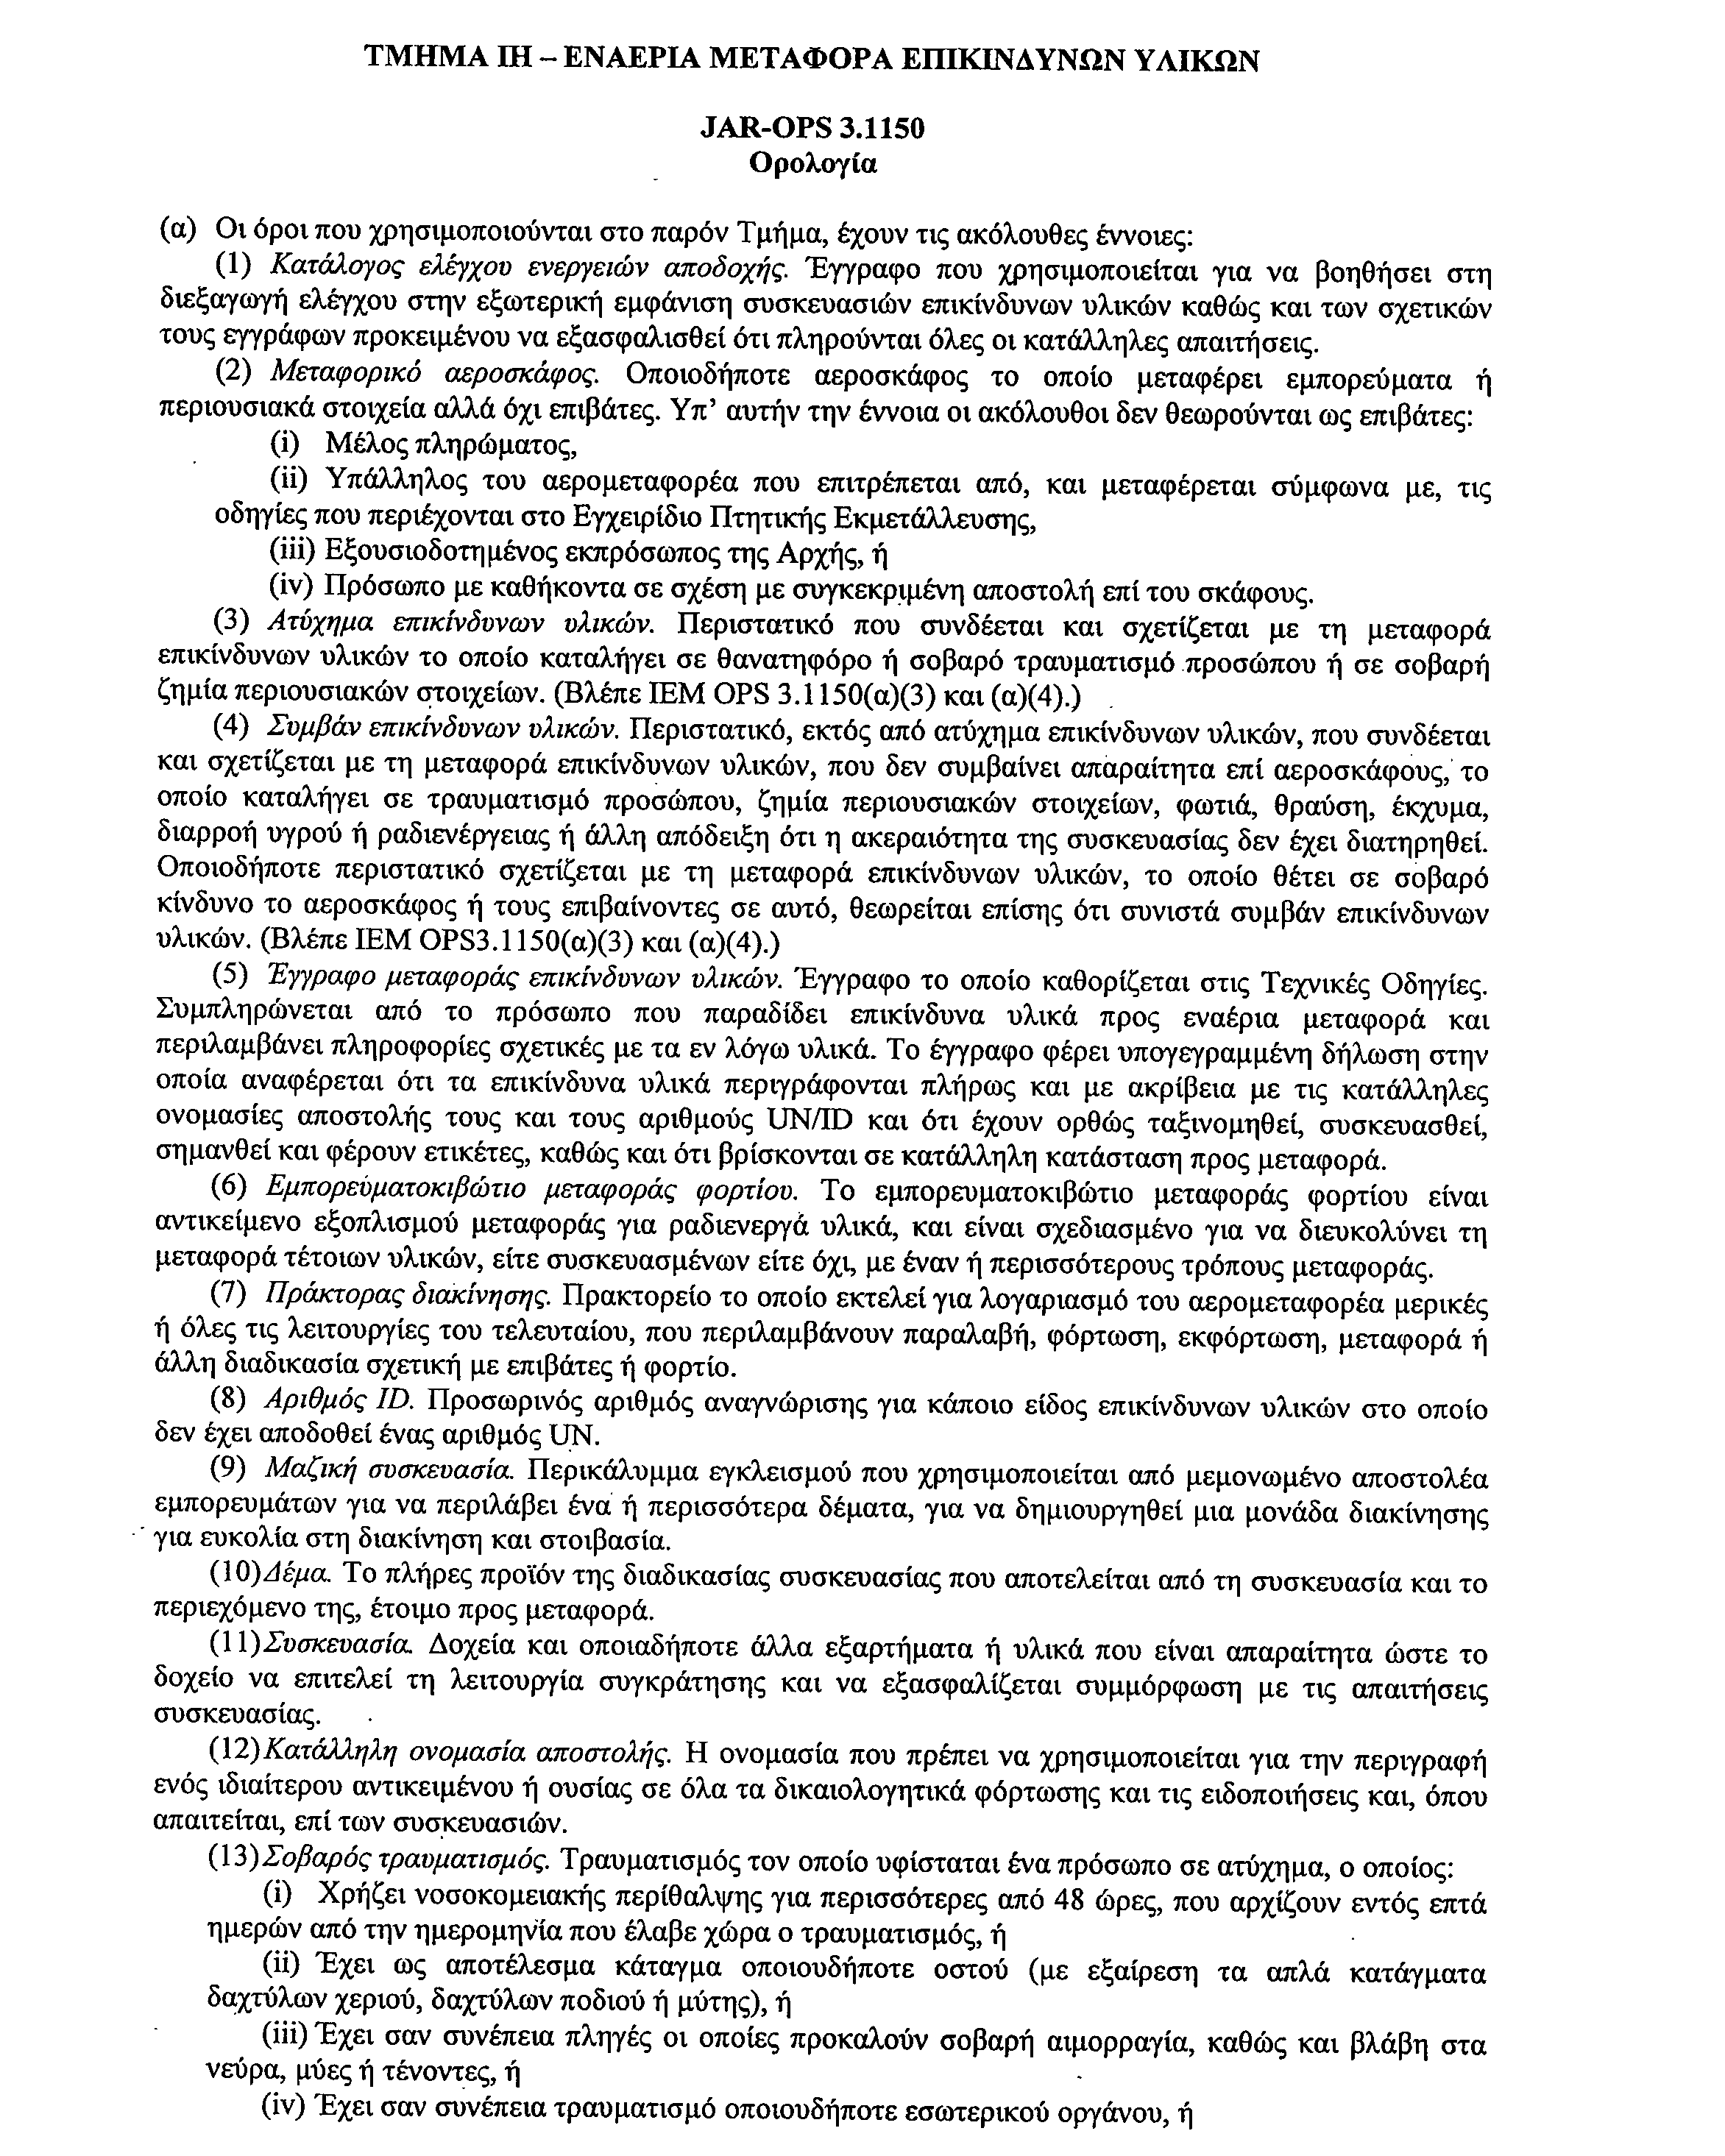 ΤΜΗΜΑ ΙΗ – ΕΝΑΕΡΙΑ ΜΕΤΑΦΟΡΑ ΕΠΙΚΙΝΔΥΝΩΝ ΥΛΙΚΩΝ
JAR-OPS 3.1150
Ορολογία
(α) Οι όροι που χρησιμοποιούνται στο παρόν Τμήμα, έχουν τις ακόλουθες έννοιες:
(1) Κατάλογος ελέγχου ενεργειών αποδοχής. Έγγραφο που χρησιμοποιείται για να βοηθήσει στη
διεξαγωγή ελέγχου στην εξωτερική εμφάνιση συσκευασιών επικίνδυνων υλικών καθώς και των σχετικών
τους εγγράφων προκειμένου να εξασφαλισθεί ότι πληρούνται όλες οι κατάλληλες απαιτήσεις.
(2) Μεταφορικό αεροσκάφος. Οποιοδήποτε αεροσκάφος το οποίο μεταφέρει εμπορεύματα ή
περιουσιακά στοιχεία αλλά όχι επιβάτες. Υπ’ αυτήν την έννοια οι ακόλουθοι δεν θεωρούνται ως επιβάτες:
(i) Μέλος πληρώματος,
(ii) Υπάλληλος του αερομεταφορέα που επιτρέπεται από, και μεταφέρεται σύμφωνα με, τις
οδηγίες που περιέχονται στο Εγχειρίδιο Πτητικής Εκμετάλλευσης,
(iii) Εξουσιοδοτημένος εκπρόσωπος της Αρχής, ή
(iv) Πρόσωπο με καθήκοντα σε σχέση με συγκεκριμένη αποστολή επί του σκάφους.
(3) Ατύχημα επικίνδυνων υλικών. Περιστατικό που συνδέεται και σχετίζεται με τη μεταφορά
επικίνδυνων υλικών το οποίο καταλήγει σε θανατηφόρο ή σοβαρό τραυματισμό προσώπου ή σε σοβαρή
ζημία περιουσιακών στοιχείων. (Βλέπε IEM OPS 3.1150(α)(3) και (α)(4).)
(4) Συμβάν επικίνδυνων υλικών. Περιστατικό, εκτός από ατύχημα επικίνδυνων υλικών, που συνδέεται
και σχετίζεται με τη μεταφορά επικίνδυνων υλικών, που δεν συμβαίνει απαραίτητα επί αεροσκάφους, το
οποίο καταλήγει σε τραυματισμό προσώπου, ζημία περιουσιακών στοιχείων, φωτιά, θραύση, έκχυμα,
διαρροή υγρού ή ραδιενέργειας ή άλλη απόδειξη ότι η ακεραιότητα της συσκευασίας δεν έχει διατηρηθεί.
Οποιοδήποτε περιστατικό σχετίζεται με τη μεταφορά επικίνδυνων υλικών, το οποίο θέτει σε σοβαρό
κίνδυνο το αεροσκάφος ή τους επιβαίνοντες σε αυτό, θεωρείται επίσης ότι συνιστά συμβάν επικίνδυνων
υλικών. (Βλέπε IEM OPS3.1150(α)(3) και (α)(4).)
(5) Έγγραφο μεταφοράς επικίνδυνων υλικών. Έγγραφο το οποίο καθορίζεται στις Τεχνικές Οδηγίες.
Συμπληρώνεται από το πρόσωπο που παραδίδει επικίνδυνα υλικά προς εναέρια μεταφορά και
περιλαμβάνει πληροφορίες σχετικές με τα εν λόγω υλικά. Το έγγραφο φέρει υπογεγραμμένη δήλωση στην
οποία αναφέρεται ότι τα επικίνδυνα υλικά περιγράφονται πλήρως και με ακρίβεια με τις κατάλληλες
ονομασίες αποστολής τους και τους αριθμούς UN/ID και ότι έχουν ορθώς ταξινομηθεί, συσκευασθεί,
σημανθεί και φέρουν ετικέτες, καθώς και ότι βρίσκονται σε κατάλληλη κατάσταση προς μεταφορά.
(6) Εμπορευματοκιβώτιο μεταφοράς φορτίου. Το εμπορευματοκιβώτιο μεταφοράς φορτίου είναι
αντικείμενο εξοπλισμού μεταφοράς για ραδιενεργά υλικά, και είναι σχεδιασμένο για να διευκολύνει τη
μεταφορά τέτοιων υλικών, είτε συσκευασμένων είτε όχι, με έναν ή περισσότερους τρόπους μεταφοράς.
(7) Πράκτορας διακίνησης. Πρακτορείο το οποίο εκτελεί για λογαριασμό του αερομεταφορέα μερικές
ή όλες τις λειτουργίες του τελευταίου, που περιλαμβάνουν παραλαβή, φόρτωση, εκφόρτωση, μεταφορά ή
άλλη διαδικασία σχετική με επιβάτες ή φορτίο.
(8) Αριθμός ID. Προσωρινός αριθμός αναγνώρισης για κάποιο είδος επικίνδυνων υλικών στο οποίο
δεν έχει αποδοθεί ένας αριθμός UN.
(9) Μαζική συσκευασία. Περικάλυμμα εγκλεισμού που χρησιμοποιείται από μεμονωμένο αποστολέα
εμπορευμάτων για να περιλάβει ένα ή περισσότερα δέματα, για να δημιουργηθεί μια μονάδα διακίνησης
για ευκολία στη διακίνηση και στοιβασία.
(10)Δέμα. Το πλήρες προϊόν της διαδικασίας συσκευασίας που αποτελείται από τη συσκευασία και το
περιεχόμενο της, έτοιμο προς μεταφορά.
(11)Συσκευασία. Δοχεία και οποιαδήποτε άλλα εξαρτήματα ή υλικά που είναι απαραίτητα ώστε το
δοχείο να επιτελεί τη λειτουργία συγκράτησης και να εξασφαλίζεται συμμόρφωση με τις απαιτήσεις
συσκευασίας.
(12)Κατάλληλη ονομασία αποστολής. Η ονομασία που πρέπει να χρησιμοποιείται για την περιγραφή
ενός ιδιαίτερου αντικειμένου ή ουσίας σε όλα τα δικαιολογητικά φόρτωσης και τις ειδοποιήσεις και, όπου
απαιτείται, επί των συσκευασιών.
(13)Σοβαρός τραυματισμός. Τραυματισμός τον οποίο υφίσταται ένα πρόσωπο σε ατύχημα, ο οποίος:
(i) Χρήζει νοσοκομειακής περίθαλψης για περισσότερες από 48 ώρες, που αρχίζουν εντός επτά
ημερών από την ημερομηνία που έλαβε χώρα ο τραυματισμός, ή
(ii) Έχει ως αποτέλεσμα κάταγμα οποιουδήποτε οστού (με εξαίρεση τα απλά κατάγματα
δαχτύλων χεριού, δαχτύλων ποδιού ή μύτης), ή
(iii) Έχει σαν συνέπεια πληγές οι οποίες προκαλούν σοβαρή αιμορραγία, καθώς και βλάβη στα
νεύρα, μύες ή τένοντες, ή
(iv) Έχει σαν συνέπεια τραυματισμό οποιουδήποτε εσωτερικού οργάνου, ή